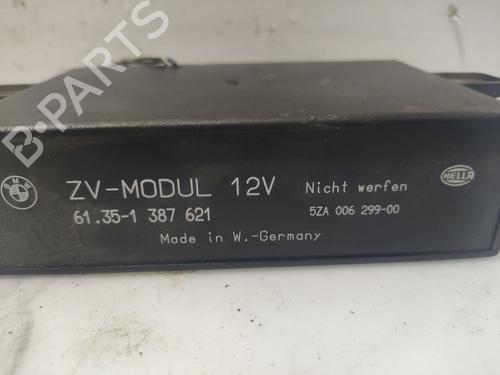 B-PARTS
BMW
ZV-MODUL 12V
Nicht werfen
HELLA
61.35-1 387 621
5ZA 006 299-00
Made in W.-Germany